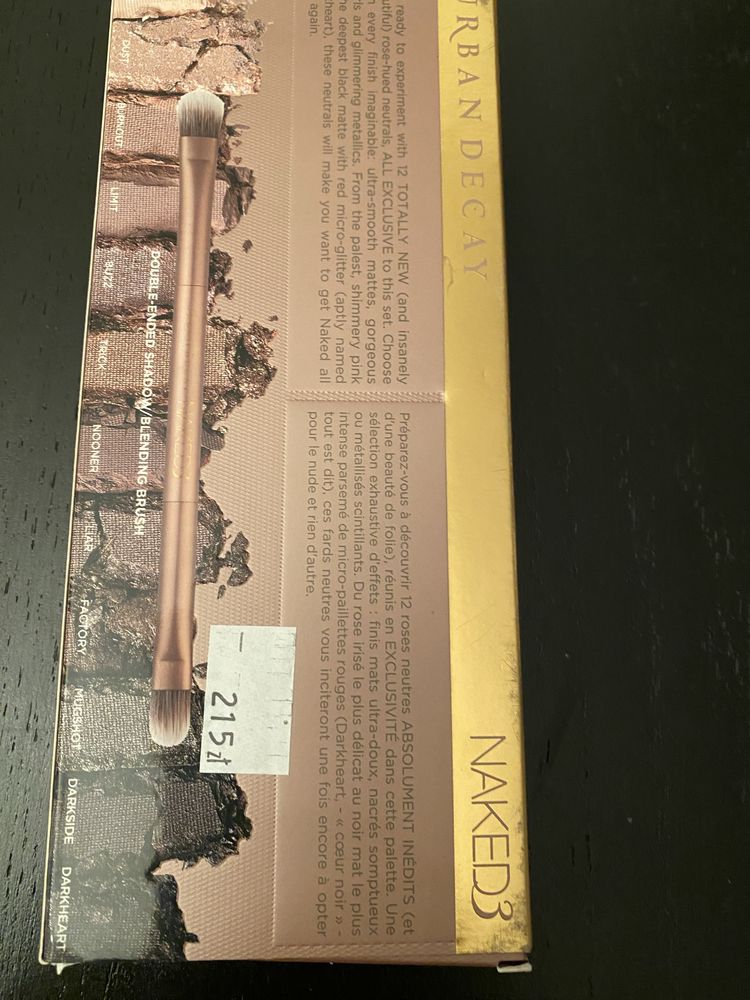 URBAN DECAY
NAKED3
ready to experiment with 12 TOTALLY NEW (and insanely
rose-hued neutrals, ALL EXCLUSIVE to this set. Choose
every finish imaginable: ultra-smooth mattes, gorgeous
and glimmering metallics. From the palest, shimmery pink
deepest black matte with red micro-glitter (aptly named
these neutrals will make you want to get Naked all
again.
Préparez-vous à découvrir 12 roses neutres ABSOLUMENT INÉDITS (et
d'une beauté de folie), réunis en EXCLUSIVITÉ dans cette palette. Une
sélection exhaustive d'effets : finis mats ultra-doux, nacrés somptueux
ou métallisés scintillants. Du rose irisé le plus délicat au noir mat le plus
intense parsemé de micro-paillettes rouges (Darkheart, - « cœur noir » -
tout est dit), ces fards neutres vous inciteront une fois encore à opter
pour le nude et rien d'autre.
215zł
DOUBLE-ENDED SHADOW/BLENDING BRUSH
DUST
BURNOUT
LIMIT
BUZZ
TRICK
NOONER
LIAR
FACTORY
MUGSHOT
DARKSIDE
DARKHEART